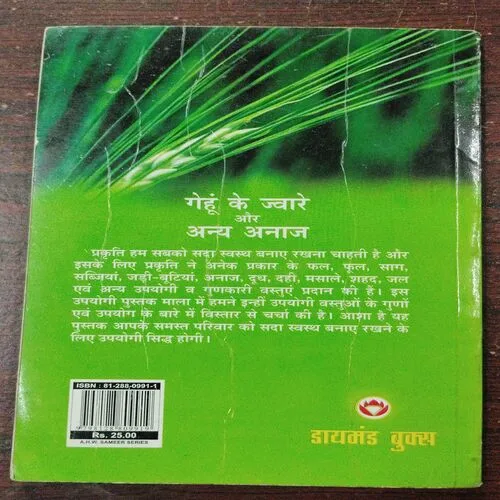 गेहूं के ज्वारे
और
अन्य अनाज
प्रकृति हम सबको सदा स्वस्थ बनाए रखना चाहती है और
इसके लिए प्रकृति ने अनेक प्रकार के फल, फूल, साग,
सब्जियां, जड़ी-बूटियां, अनाज, दूध, दही, मसाले, शहद, जल
एवं अन्य उपयोगी व गुणकारी वस्तुएं प्रदान की है। इस
उपयोगी पुस्तक माला में हमने इन्हीं उपयोगी वस्तुओं के गुणों
एवं उपयोग के बारे में विस्तार से चर्चा की है। आशा है यह
पुस्तक आपके समस्त परिवार को सदा स्वस्थ बनाए रखने के
लिए उपयोगी सिद्ध होगी।
ISBN : 81-288-0991-1
9788128809919
Rs. 25.00
A.H.W. SAMEER SERIES
डायमंड बुक्स